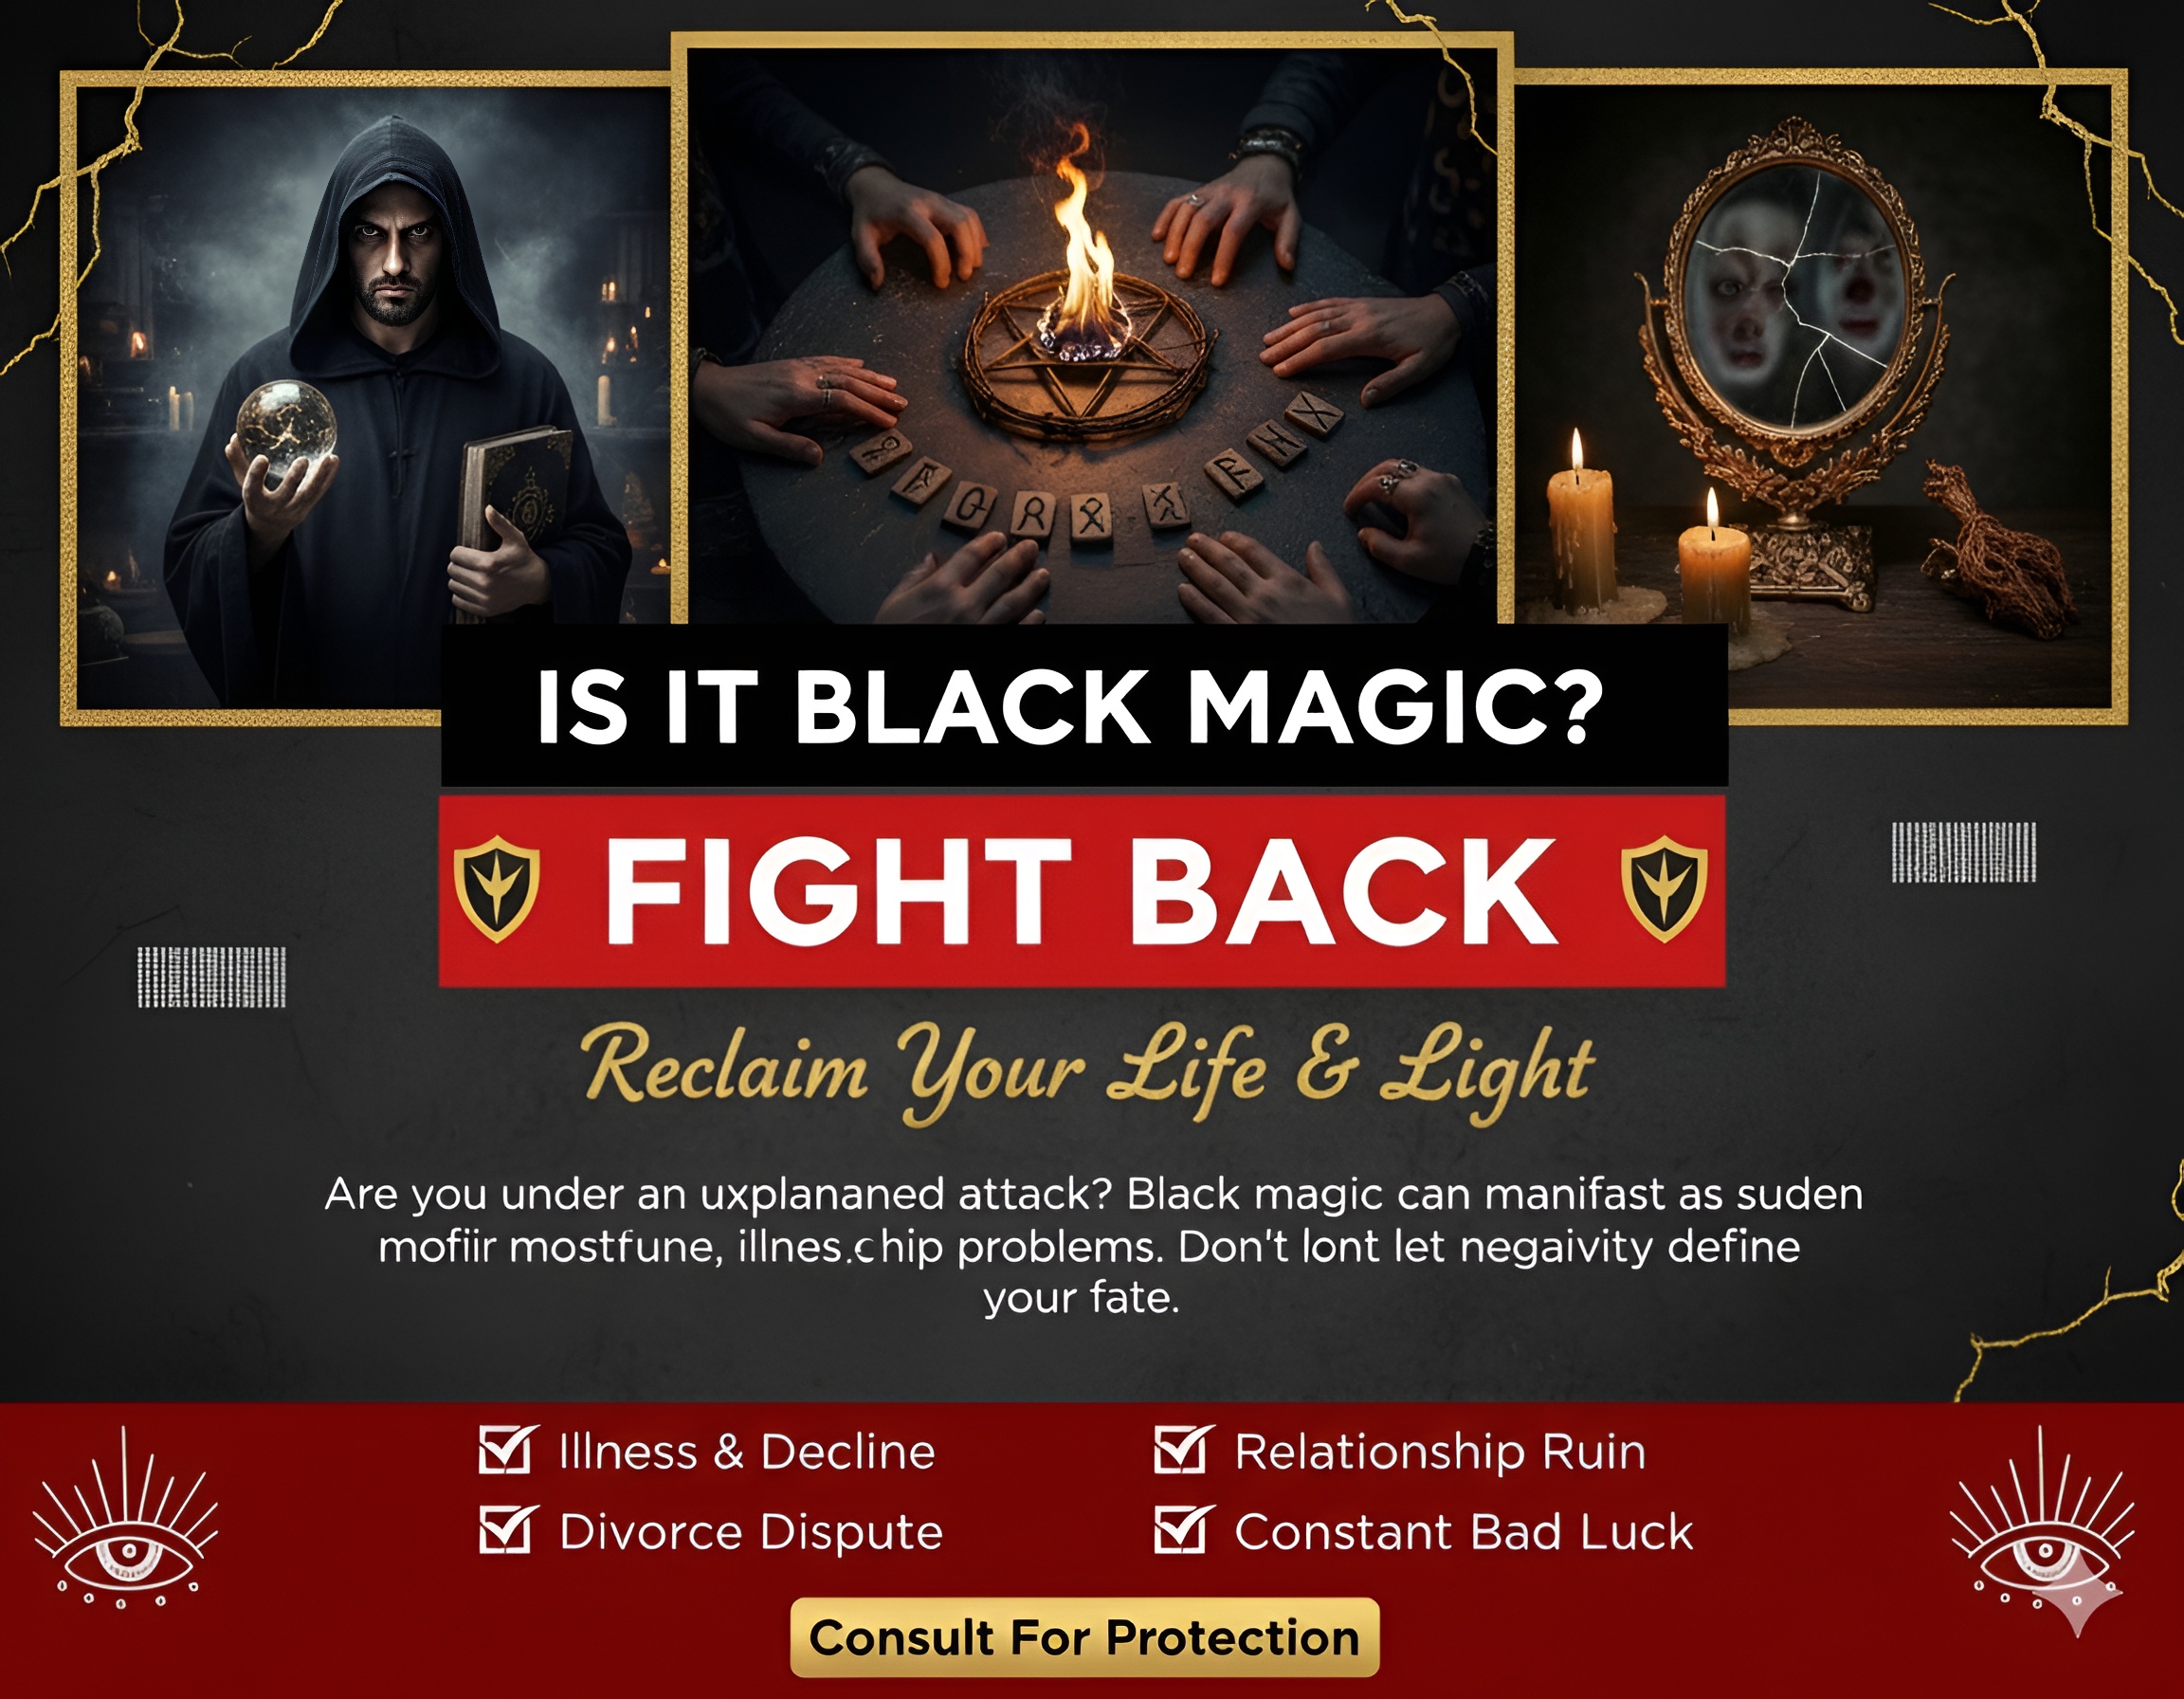 IS IT BLACK MAGIC?
FIGHT BACK
Reclaim Your Life & Light
Are you under an uxplananed attack? Black magic can manifast as suden
mofiir mostfune, illnes.chip problems. Don't lont let negaivity define
your fate.
Illness & Decline
Relationship Ruin
Divorce Dispute
Constant Bad Luck
Consult For Protection